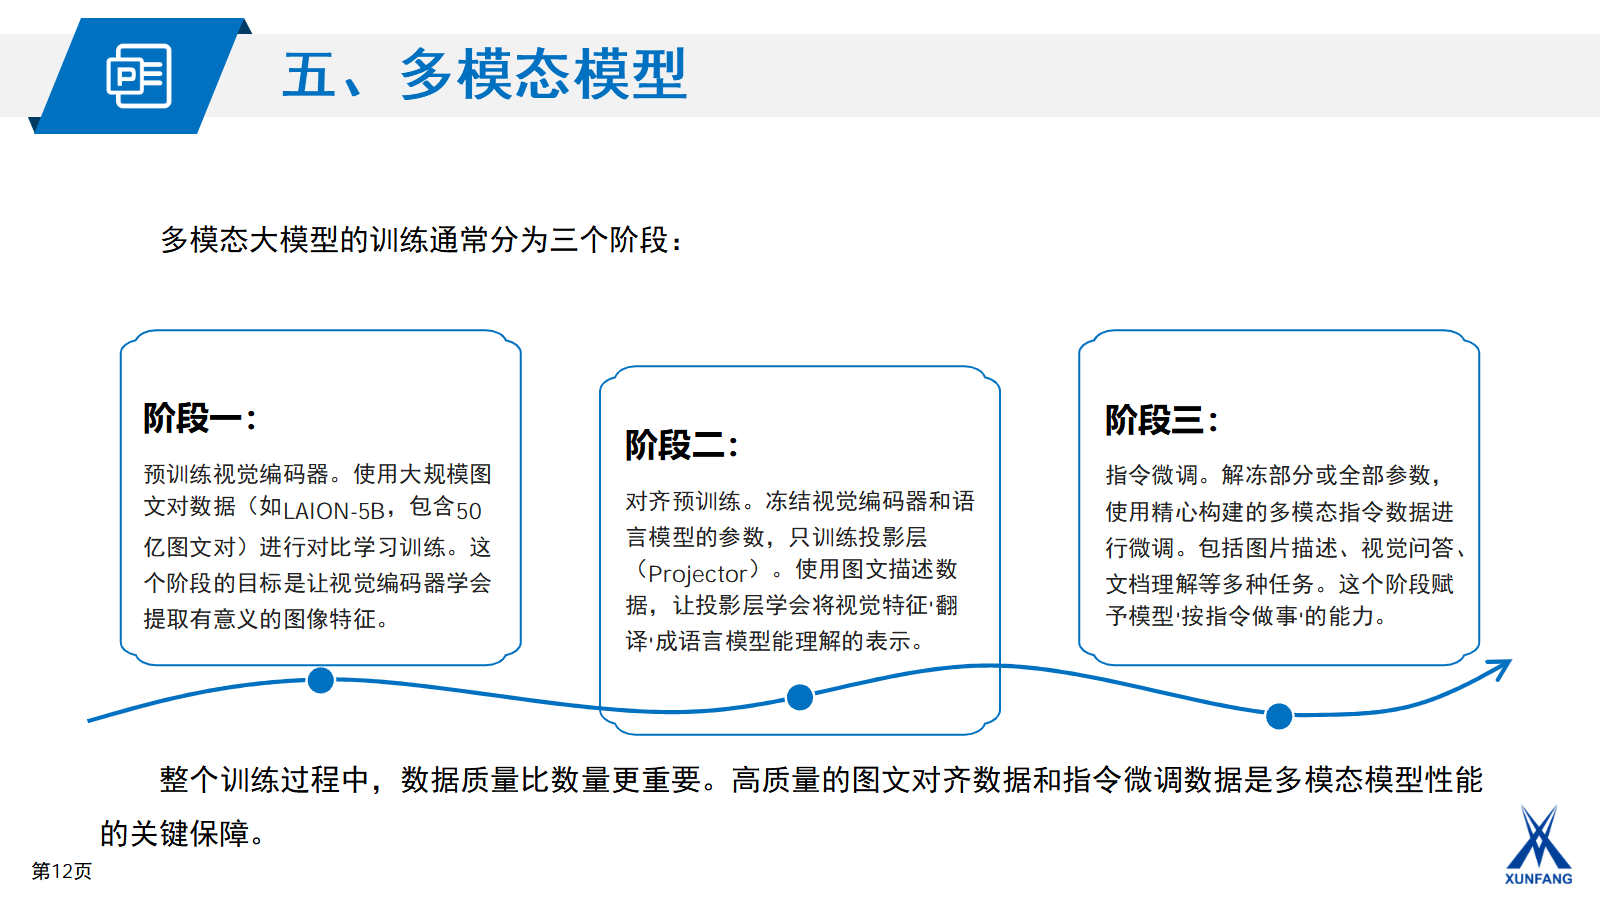 五、多模态模型
多模态大模型的训练通常分为三个阶段：
阶段一：
预训练视觉编码器。使用大规模图
文对数据（如LAION-5B，包含50
亿图文对）进行对比学习训练。这
个阶段的目标是让视觉编码器学会
提取有意义的图像特征。
阶段二：
对齐预训练。冻结视觉编码器和语
言模型的参数，只训练投影层
（Projector）。使用图文描述数
据，让投影层学会将视觉特征'翻
译'成语言模型能理解的表示。
阶段三：
指令微调。解冻部分或全部参数，
使用精心构建的多模态指令数据进
行微调。包括图片描述、视觉问答、
文档理解等多种任务。这个阶段赋
予模型'按指令做事'的能力。
整个训练过程中，数据质量比数量更重要。高质量的图文对齐数据和指令微调数据是多模态模型性能
的关键保障。
第12页
XUNFANG